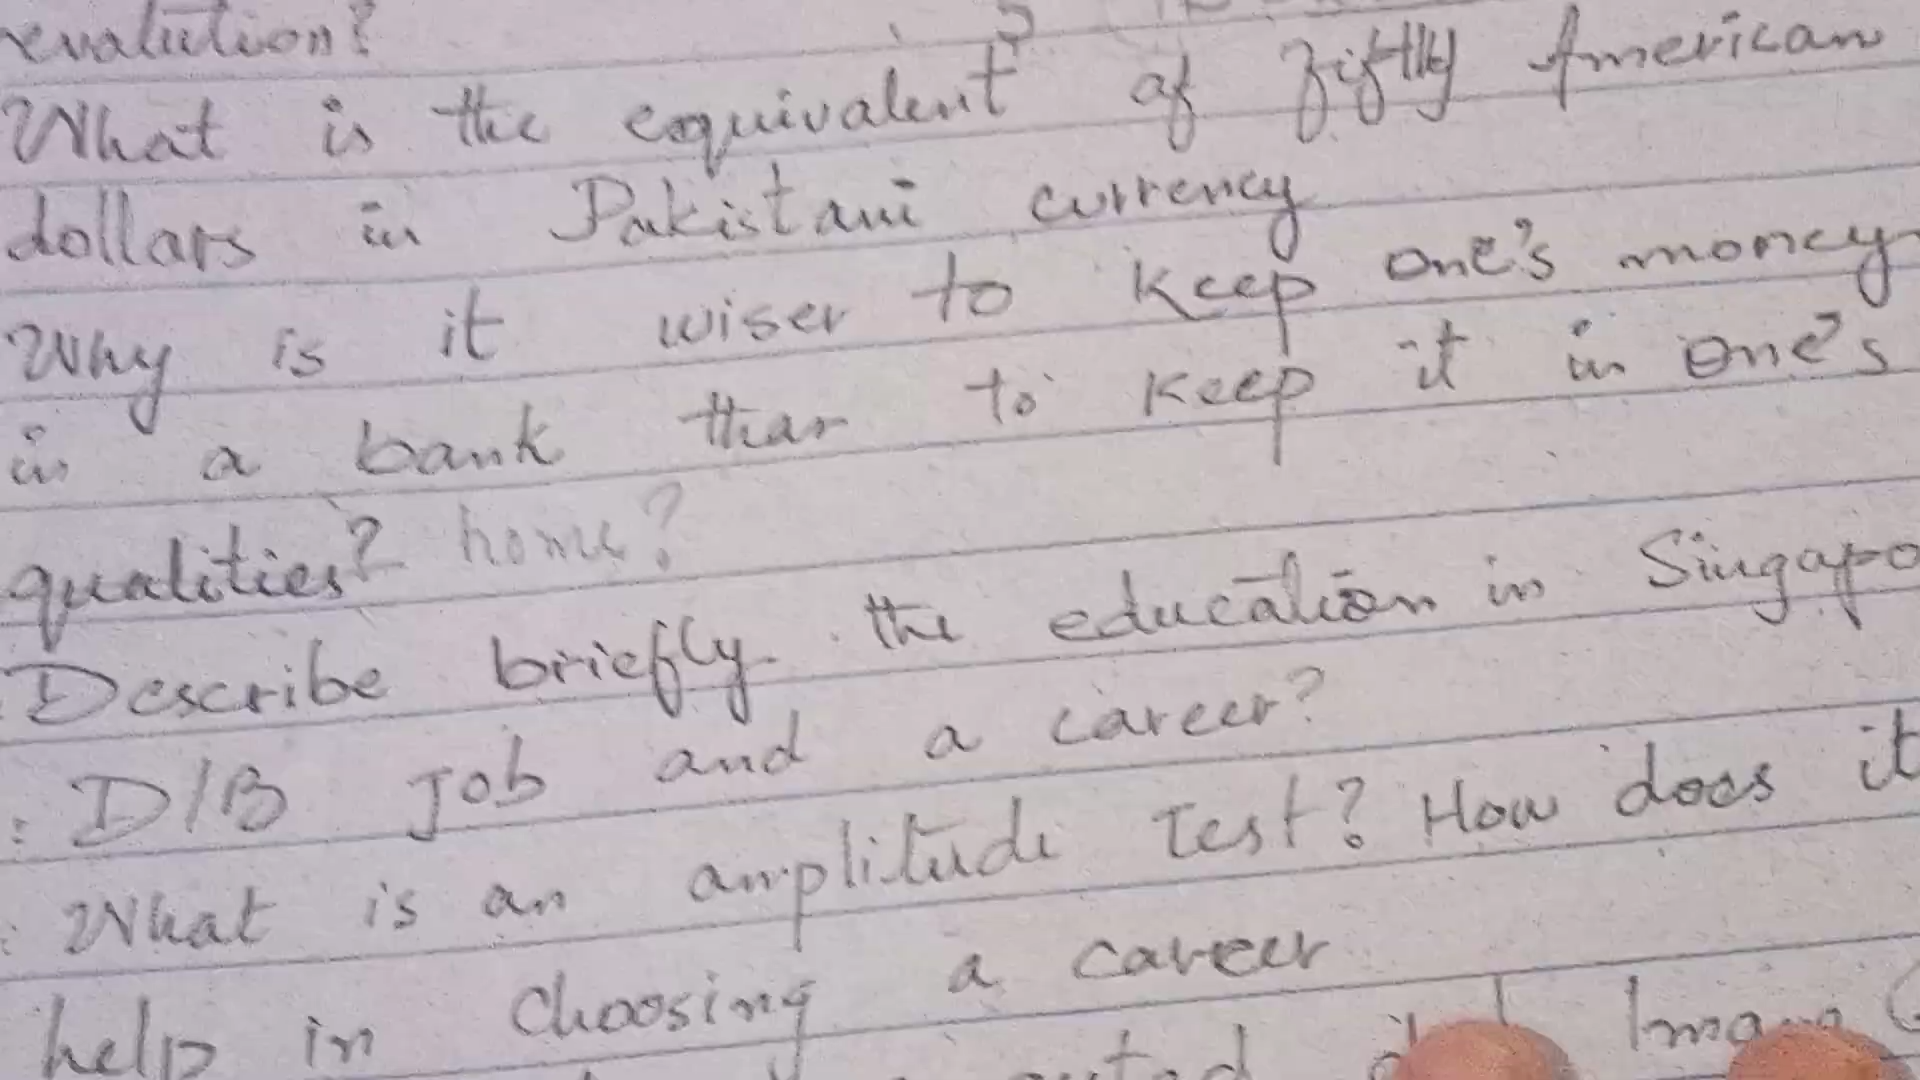 revalution?
What is the equivalent of fiftly American
dollars in Pakistani currency
Why is it wiser to keep one's money
in a bank than to keep it in one's
qualities? home?
Describe briefly the education in Singapo
: D/B Job and a career?
: What is an amplitude test? How does it
help in choosing a career